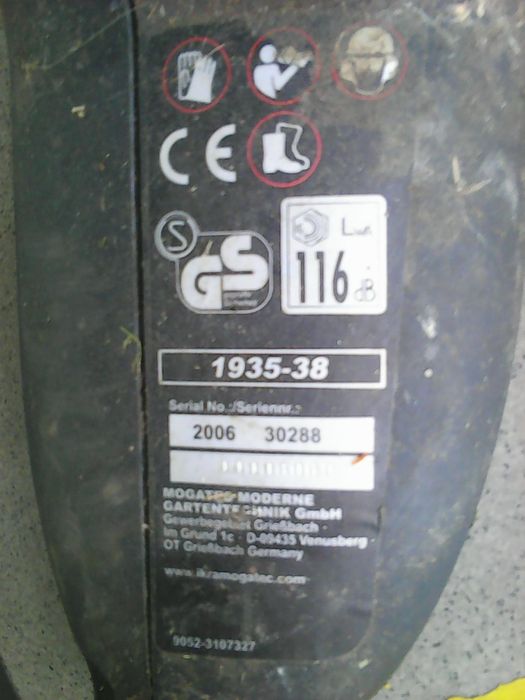 CE
S
GS
LWA
116
dB
1935-38
Serial No.:/Seriennr.:
2006 30288
MOGATEC MODERNE
GARTENTECHNIK GmbH
Gewerbegebiet Grießbach
Im Grund 1c · D-09435 Venusberg
OT Grießbach Germany
www.ikramogatec.com
9052-3107327